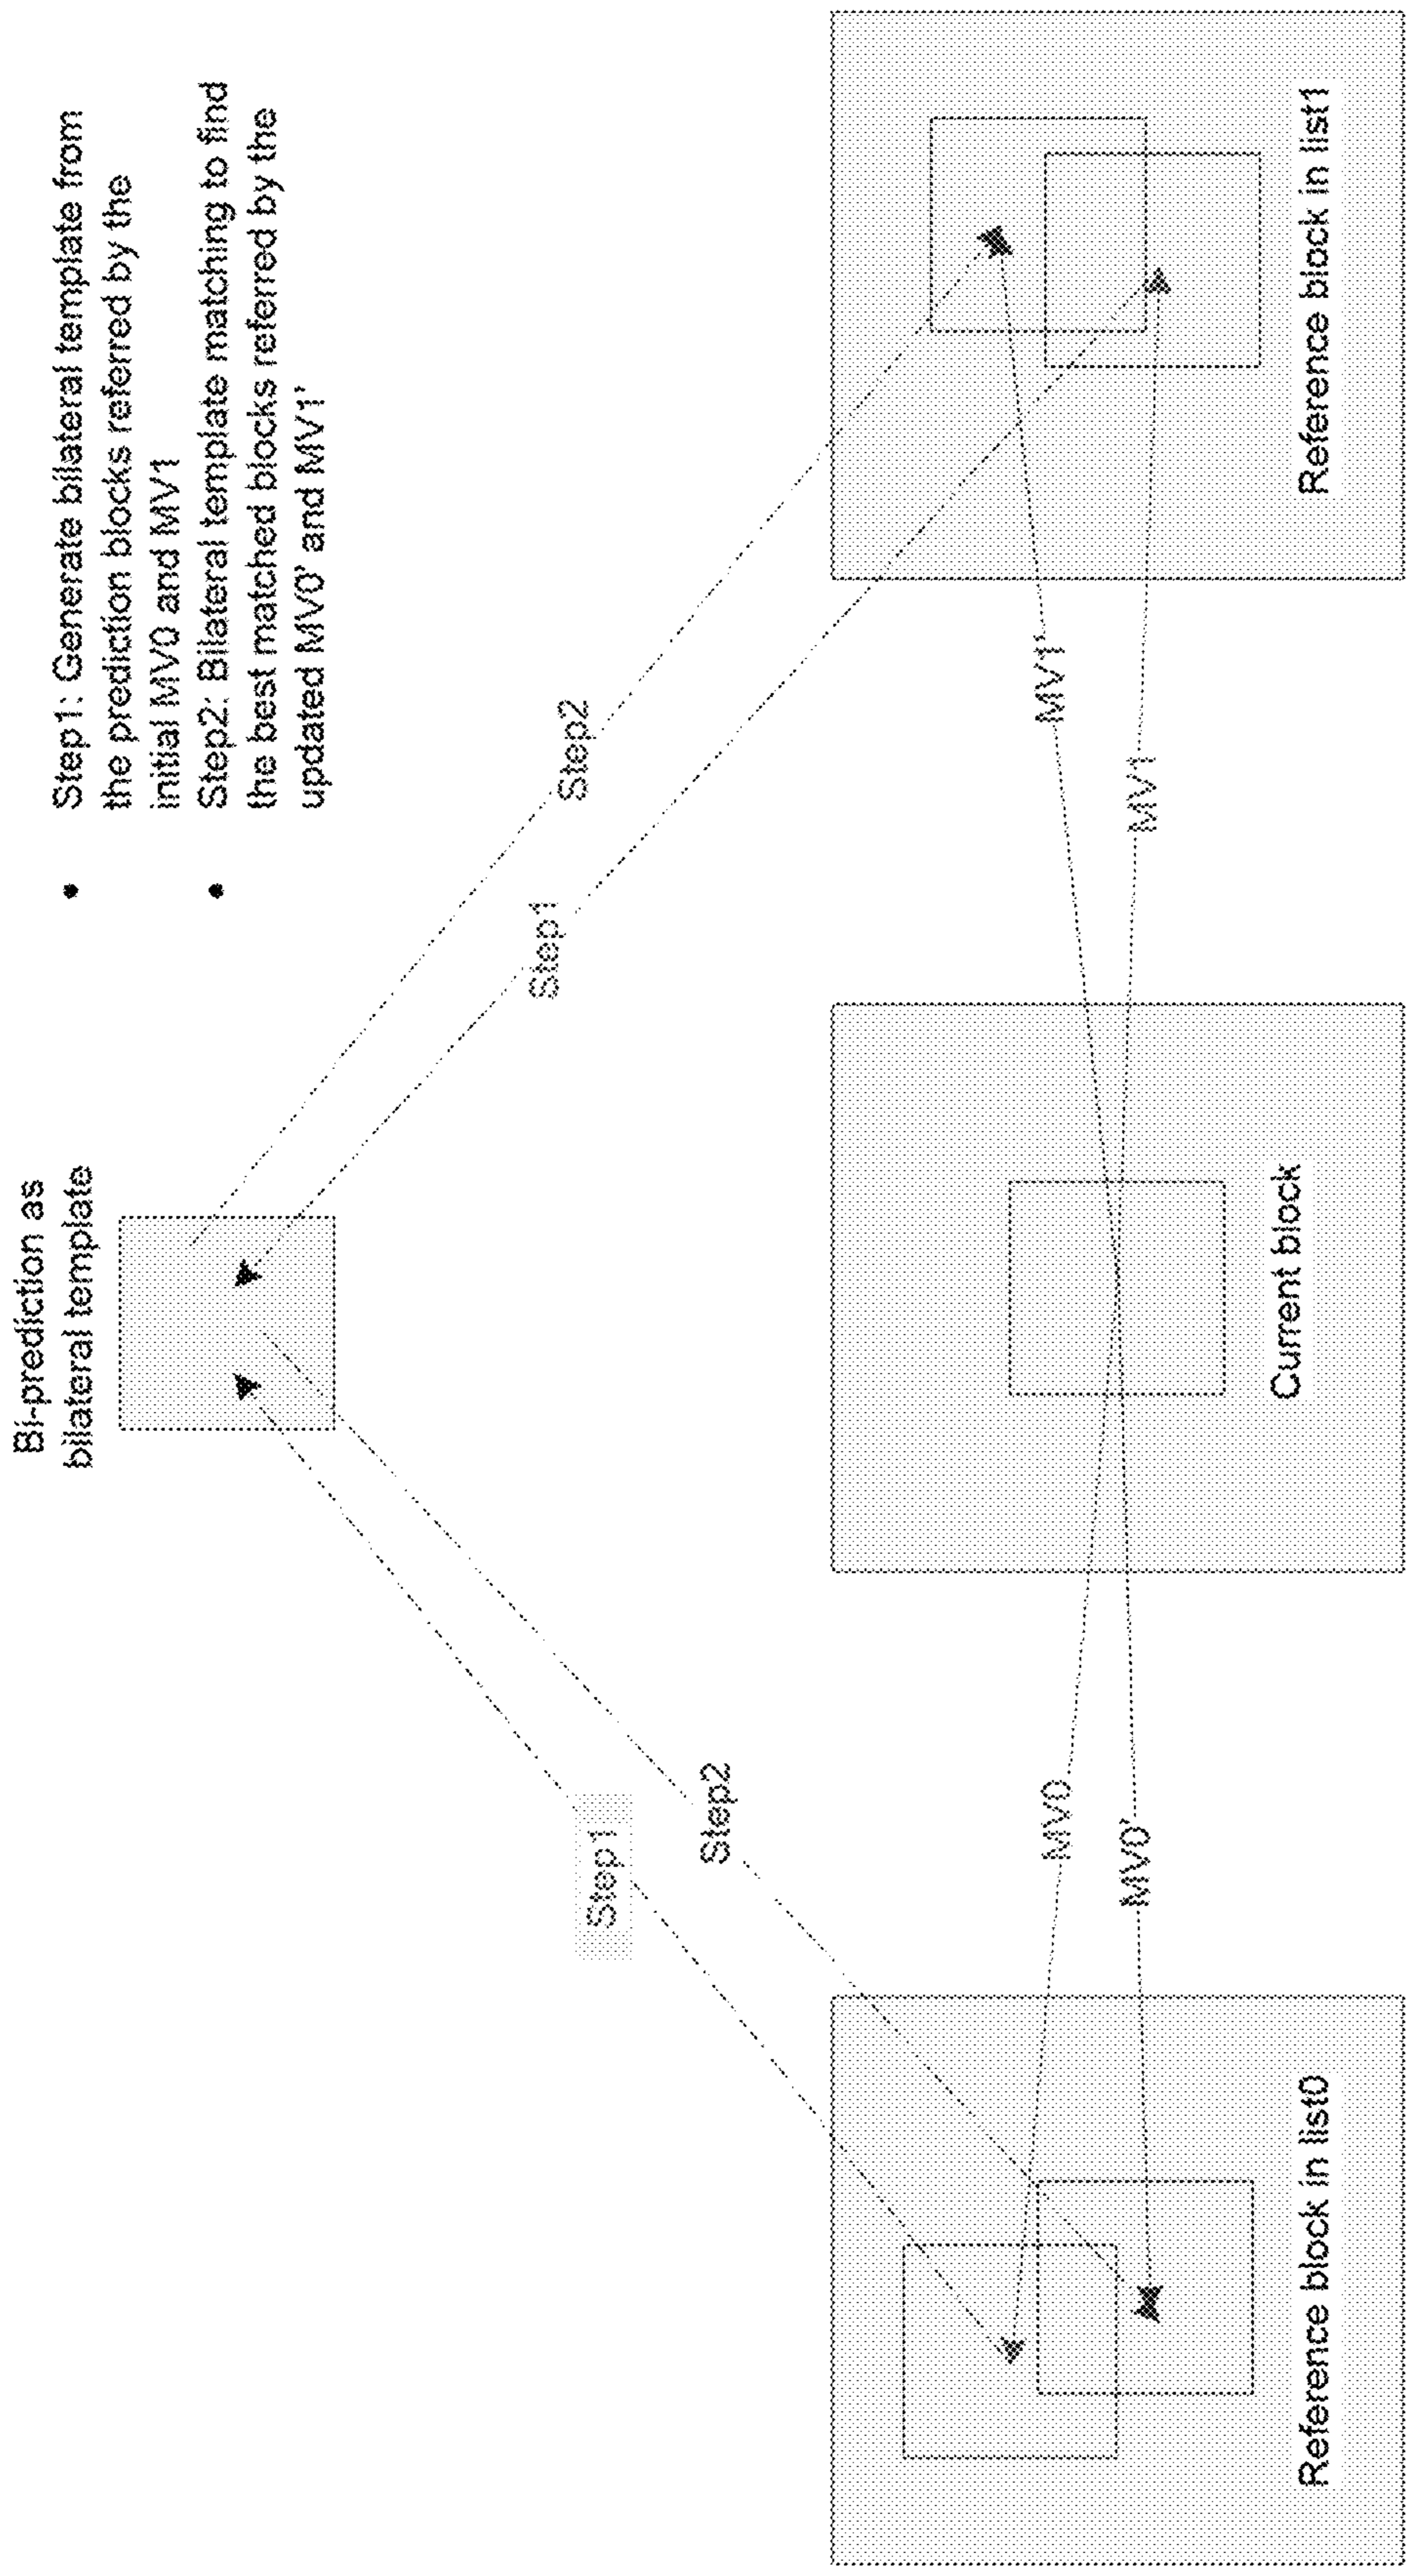 Bi-prediction as
bilateral template
• Step1: Generate bilateral template from
the prediction blocks referred by the
initial MV0 and MV1
• Step2: Bilateral template matching to find
the best matched blocks referred by the
updated MV0' and MV1'
Step1
Step2
Step1
Step2
MV0
MV0'
MV1'
MV1
Reference block in list0
Current block
Reference block in list1